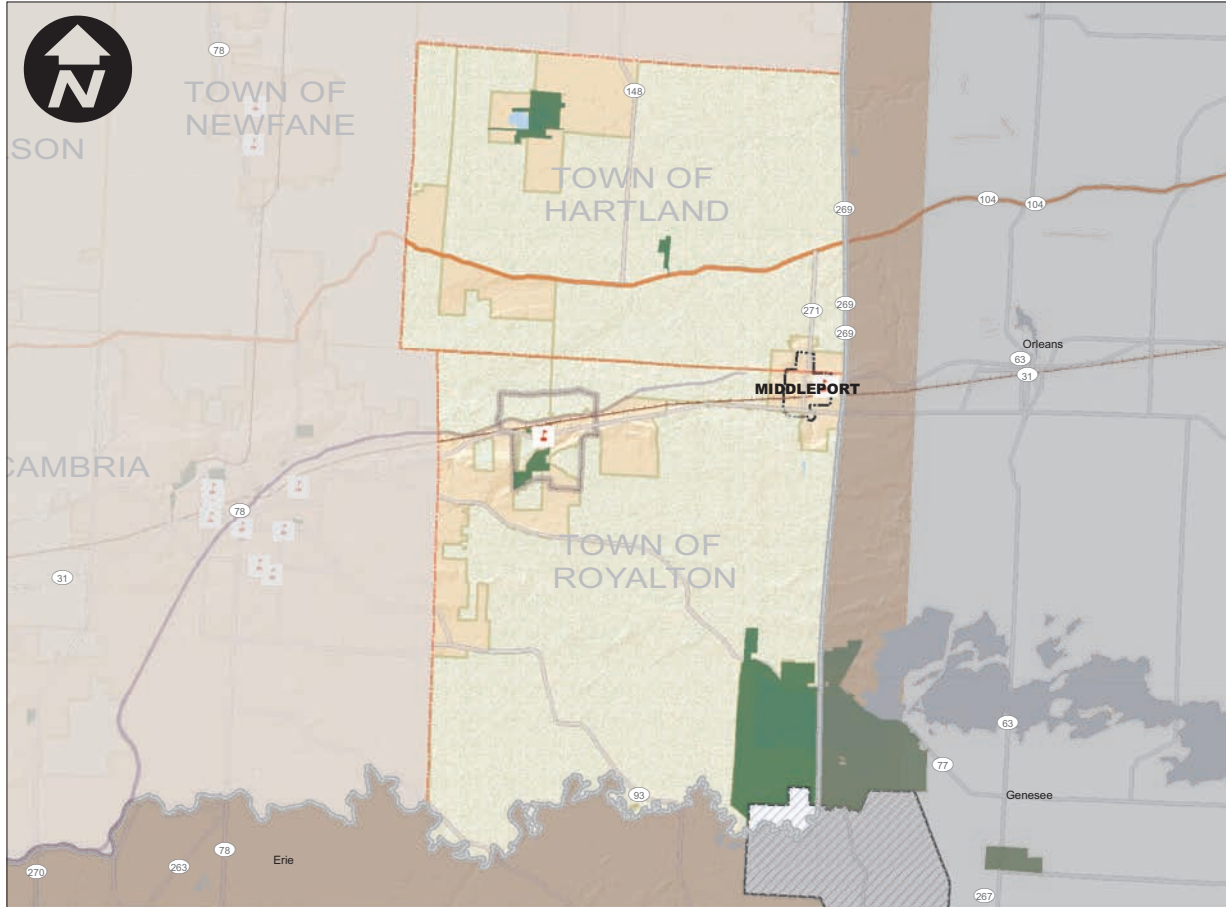 N
78
TOWN OF
NEWFANE
LSON
148
TOWN OF
HARTLAND
104
104
269
271
269
269
Orleans
63
31
MIDDLEPORT
CAMBRIA
78
TOWN OF
ROYALTON
31
63
77
93
Genesee
Erie
78
263
270
267